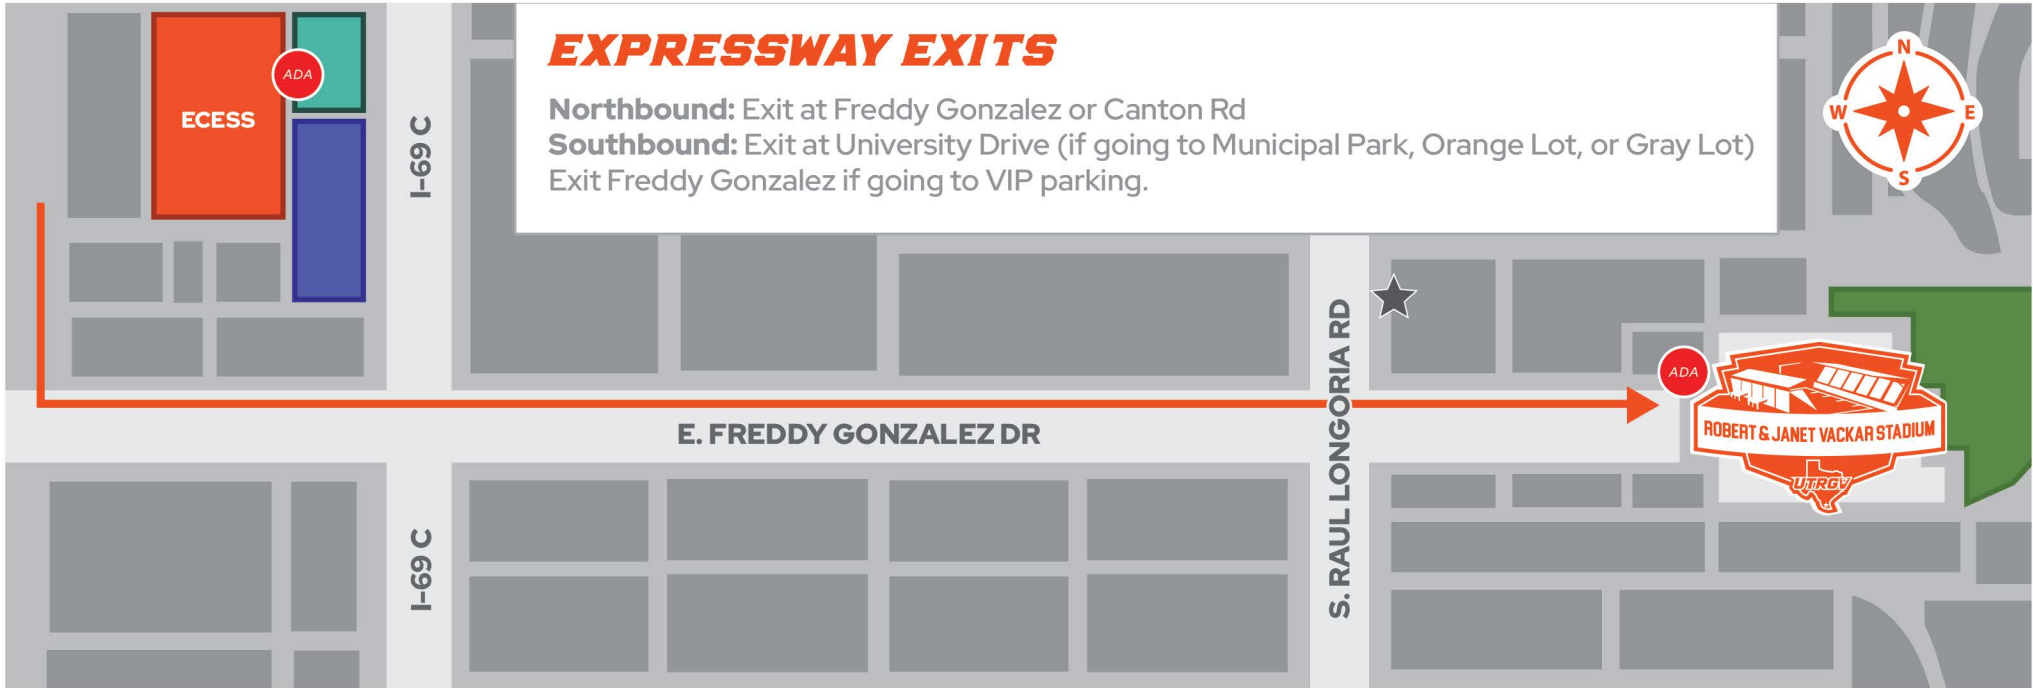 EXPRESSWAY EXITS
Northbound: Exit at Freddy Gonzalez or Canton Rd
Southbound: Exit at University Drive (if going to Municipal Park, Orange Lot, or Gray Lot)
Exit Freddy Gonzalez if going to VIP parking.
N
W
E
S
ADA
ECESS
I-69 C
S. RAUL LONGORIA RD
ADA
ROBERT & JANET VACKAR STADIUM
UTRGV
E. FREDDY GONZALEZ DR
I-69 C